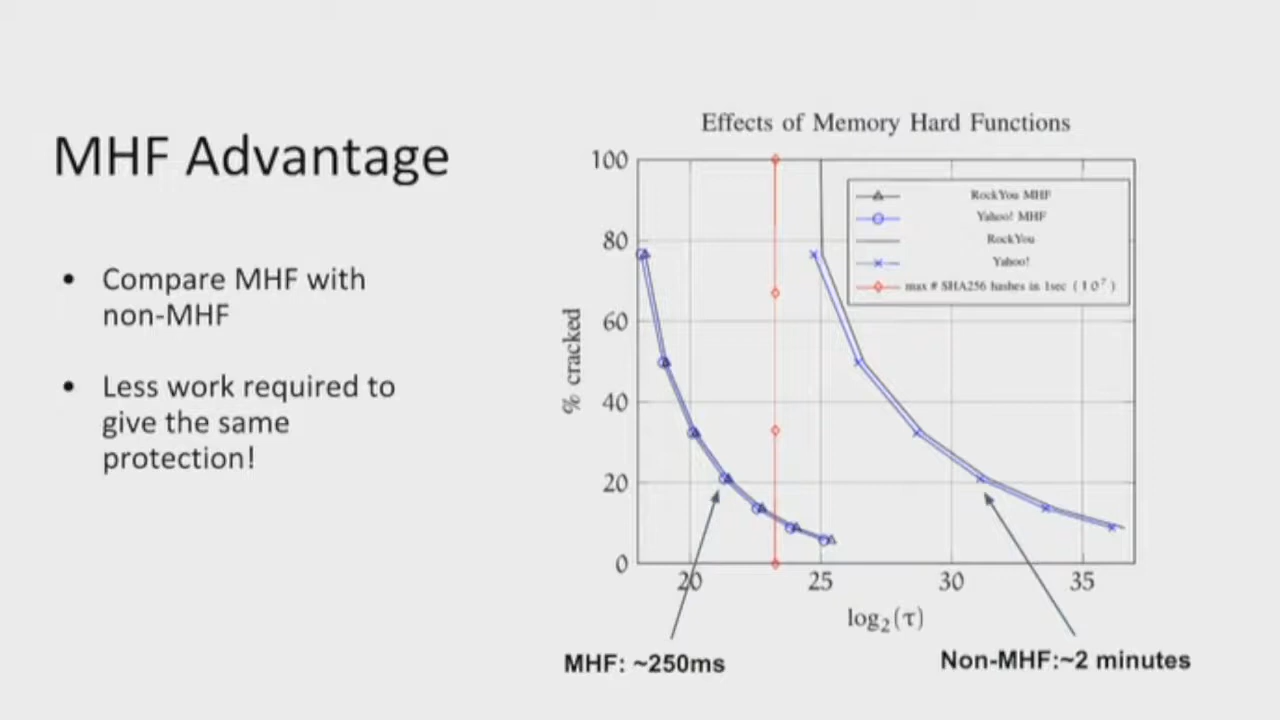 MHF Advantage
• Compare MHF with
non-MHF
• Less work required to
give the same
protection!
Effects of Memory Hard Functions
100
80
60
40
20
0
% cracked
RockYou MHF
Yahoo! MHF
RockYou
Yahoo!
max # SHA256 hashes in 1sec (10⁷)
20 25 30 35
log₂(τ)
MHF: ~250ms
Non-MHF:~2 minutes